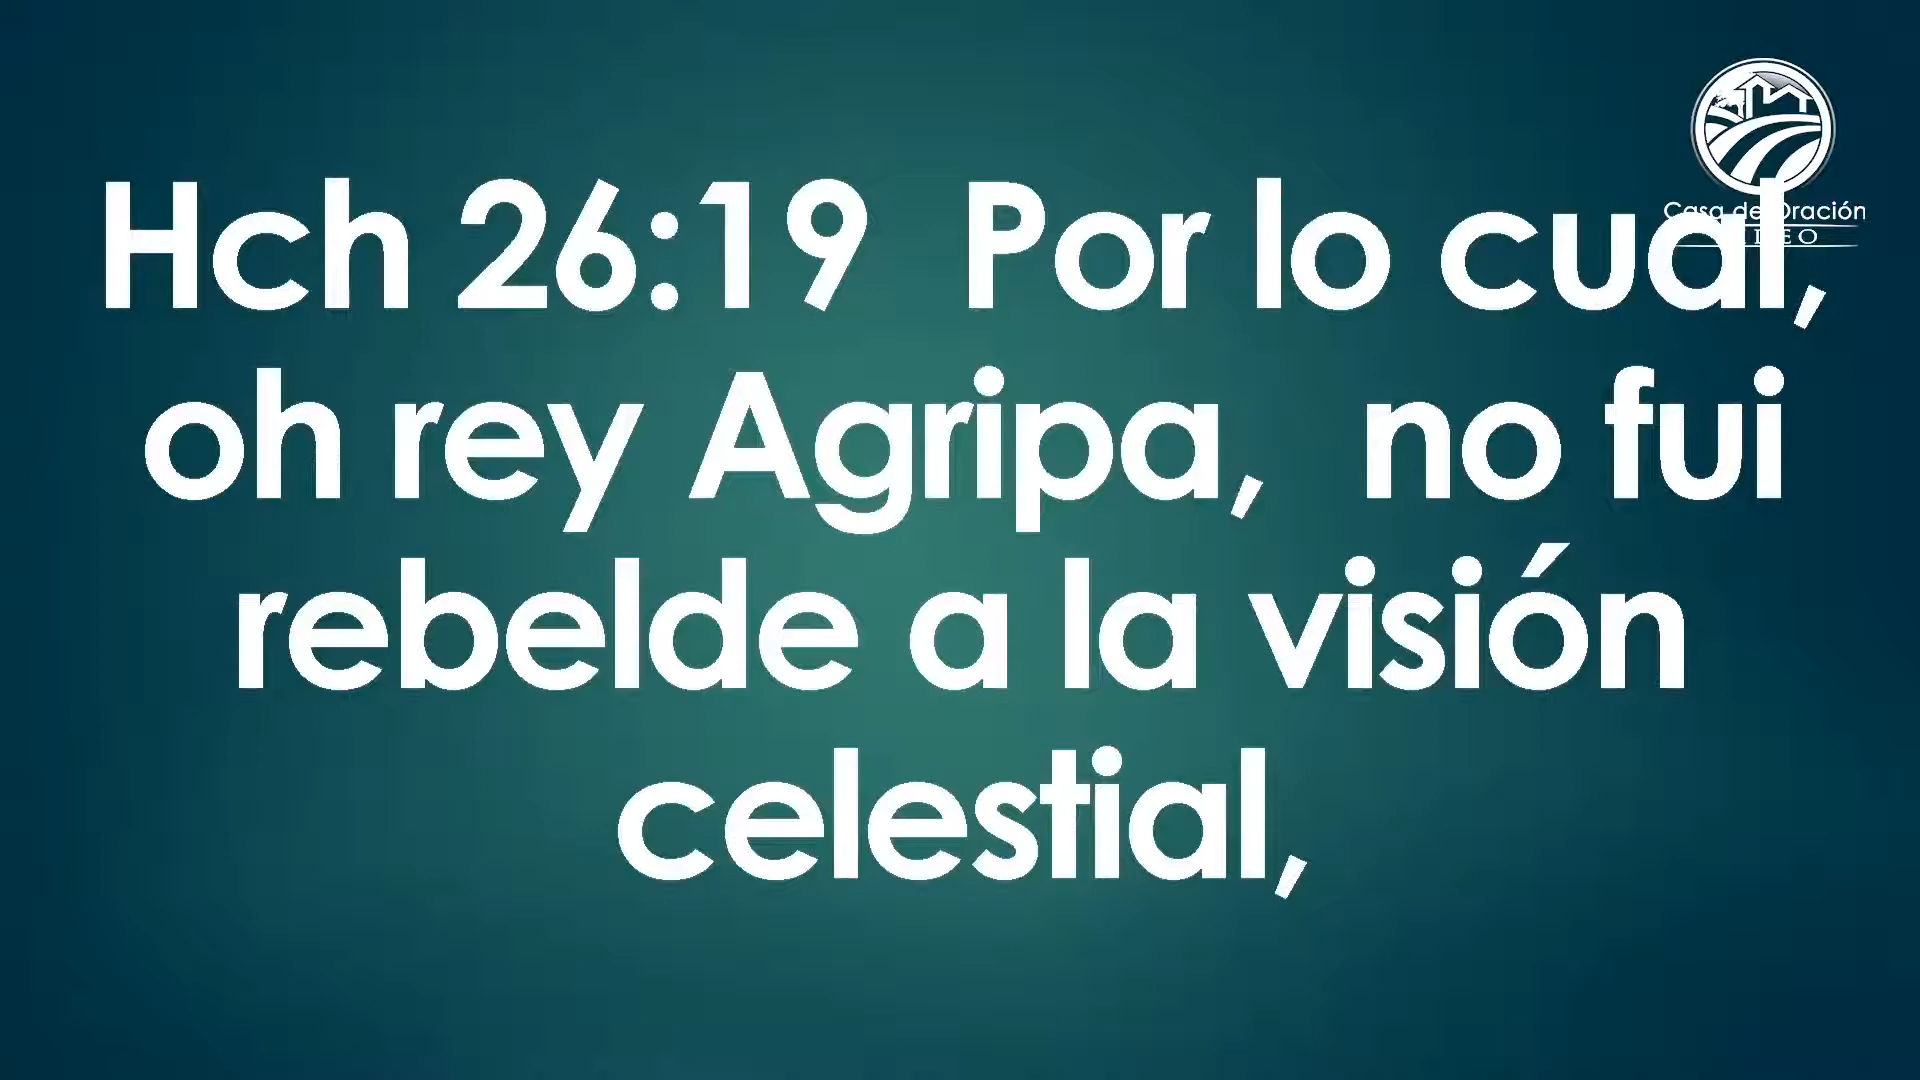 Casa de Oración
Hch 26:19 Por lo cual,
oh rey Agripa, no fui
rebelde a la visión
celestial,